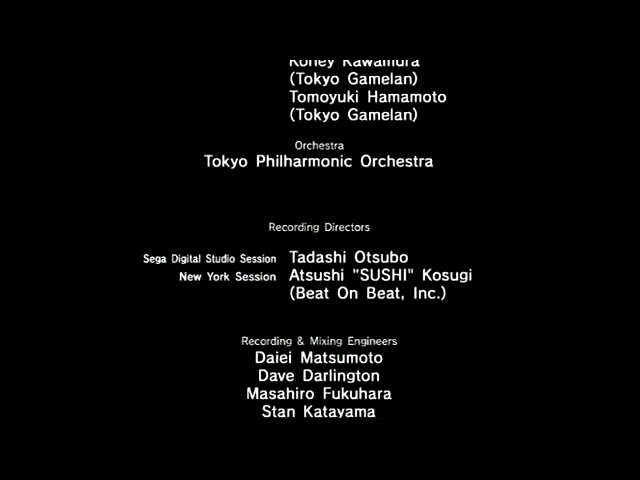 Kohey Kawamura
(Tokyo Gamelan)
Tomoyuki Hamamoto
(Tokyo Gamelan)
Orchestra
Tokyo Philharmonic Orchestra
Recording Directors
Sega Digital Studio Session Tadashi Otsubo
New York Session Atsushi "SUSHI" Kosugi
(Beat On Beat, Inc.)
Recording & Mixing Engineers
Daiei Matsumoto
Dave Darlington
Masahiro Fukuhara
Stan Katayama